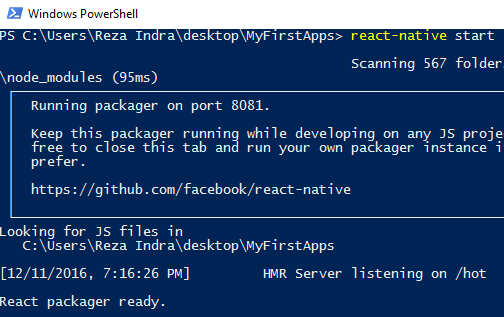 Windows PowerShell
PS C:\Users\Reza Indra\desktop\MyFirstApps> react-native start
Scanning 567 folder
\node_modules (95ms)
Running packager on port 8081.
Keep this packager running while developing on any JS proje
free to close this tab and run your own packager instance i
prefer.
https://github.com/facebook/react-native
Looking for JS files in
C:\Users\Reza Indra\desktop\MyFirstApps
[12/11/2016, 7:16:26 PM] HMR Server listening on /hot
React packager ready.